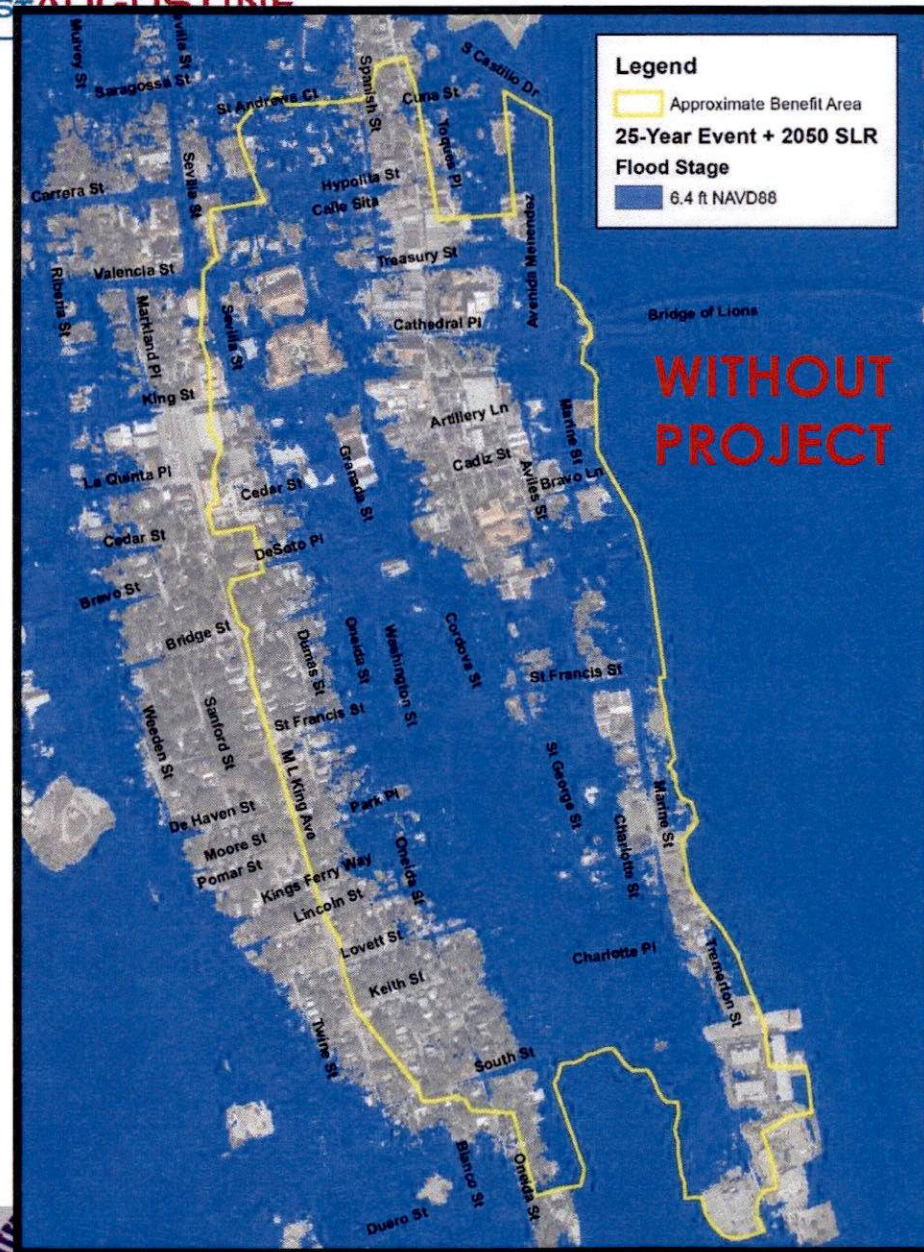 AUGUSTINE
Legend
Approximate Benefit Area
25-Year Event + 2050 SLR
Flood Stage
6.4 ft NAVD88
WITHOUT
PROJECT
Mulvey St
Saragossa St
St Andrews Ct
Spanish St
Cuna St
S Castillo Dr
Toques Pl
Carrera St
Sevilla St
Hypolita St
Calle Sita
Valencia St
Treasury St
Avenida Menendez
Riberia St
Markland Pl
Sevilla St
Cathedral Pl
Bridge of Lions
King St
Artillery Ln
Marine St
La Quinta Pl
Cedar St
Granada St
Cadiz St
Aviles St
Bravo Ln
Cedar St
DeSoto Pl
Bravo St
Bridge St
Dumas St
Oneida St
Washington St
Cordova St
St Francis St
St Francis St
Weeden St
Sanford St
M L King Ave
St George St
Charlotte St
Marine St
De Haven St
Park Pl
Moore St
Pomar St
Kings Ferry Way
Oneida St
Lincoln St
Lovett St
Charlotte Pl
Tremerton St
Keith St
Twine St
South St
Blanco St
Oneida St
Duero St